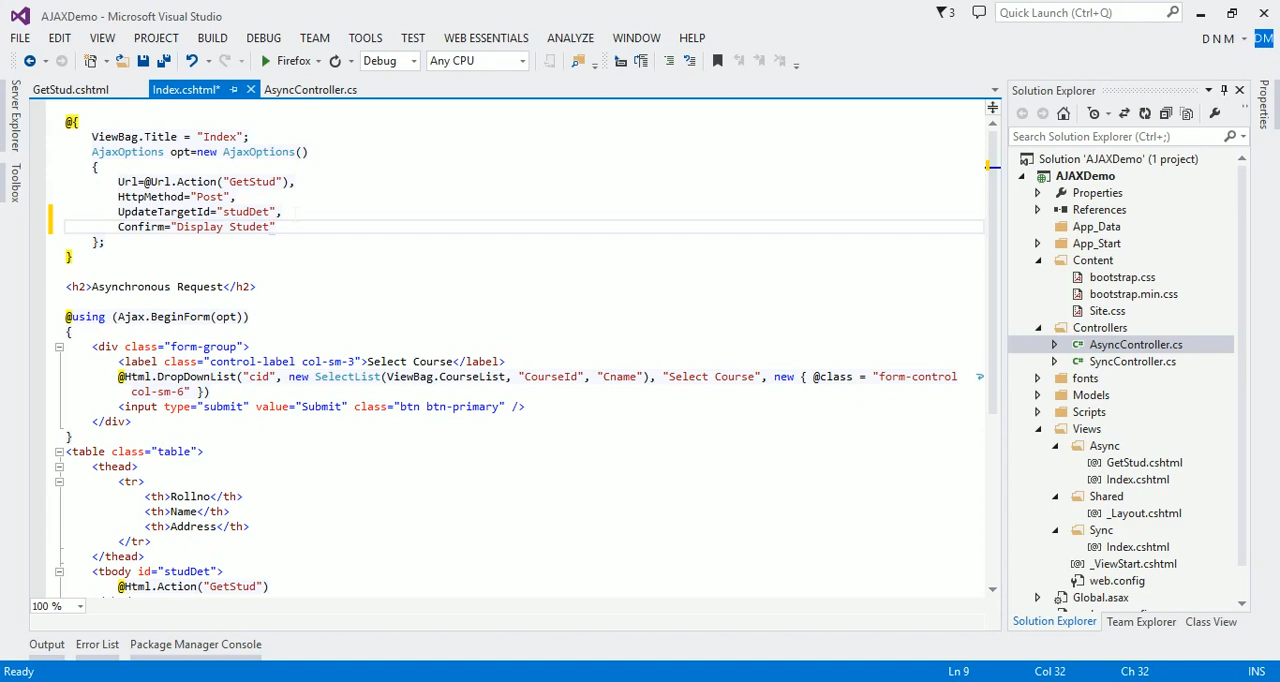 AJAXDemo - Microsoft Visual Studio
3
Quick Launch (Ctrl+Q)
FILE EDIT VIEW PROJECT BUILD DEBUG TEAM TOOLS TEST WEB ESSENTIALS ANALYZE WINDOW HELP
D N M
DM
Firefox
Debug
Any CPU
Server Explorer
Toolbox
GetStud.cshtml
Index.cshtml*
AsyncController.cs
@{
ViewBag.Title = "Index";
AjaxOptions opt=new AjaxOptions()
{
Url=@Url.Action("GetStud"),
HttpMethod="Post",
UpdateTargetId="studDet",
Confirm="Display Studet"
};
}
<h2>Asynchronous Request</h2>
@using (Ajax.BeginForm(opt))
{
<div class="form-group">
<label class="control-label col-sm-3">Select Course</label>
@Html.DropDownList("cid", new SelectList(ViewBag.CourseList, "CourseId", "Cname"), "Select Course", new { @class = "form-control
col-sm-6" })
<input type="submit" value="Submit" class="btn btn-primary" />
</div>
}
<table class="table">
<thead>
<tr>
<th>Rollno</th>
<th>Name</th>
<th>Address</th>
</tr>
</thead>
<tbody id="studDet">
@Html.Action("GetStud")
100 %
Solution Explorer
Search Solution Explorer (Ctrl+;)
Solution 'AJAXDemo' (1 project)
AJAXDemo
Properties
References
App_Data
App_Start
Content
bootstrap.css
bootstrap.min.css
Site.css
Controllers
AsyncController.cs
SyncController.cs
fonts
Models
Scripts
Views
Async
GetStud.cshtml
Index.cshtml
Shared
_Layout.cshtml
Sync
Index.cshtml
_ViewStart.cshtml
web.config
Global.asax
Solution Explorer Team Explorer Class View
Properties
Output Error List Package Manager Console
Ready
Ln 9
Col 32
Ch 32
INS